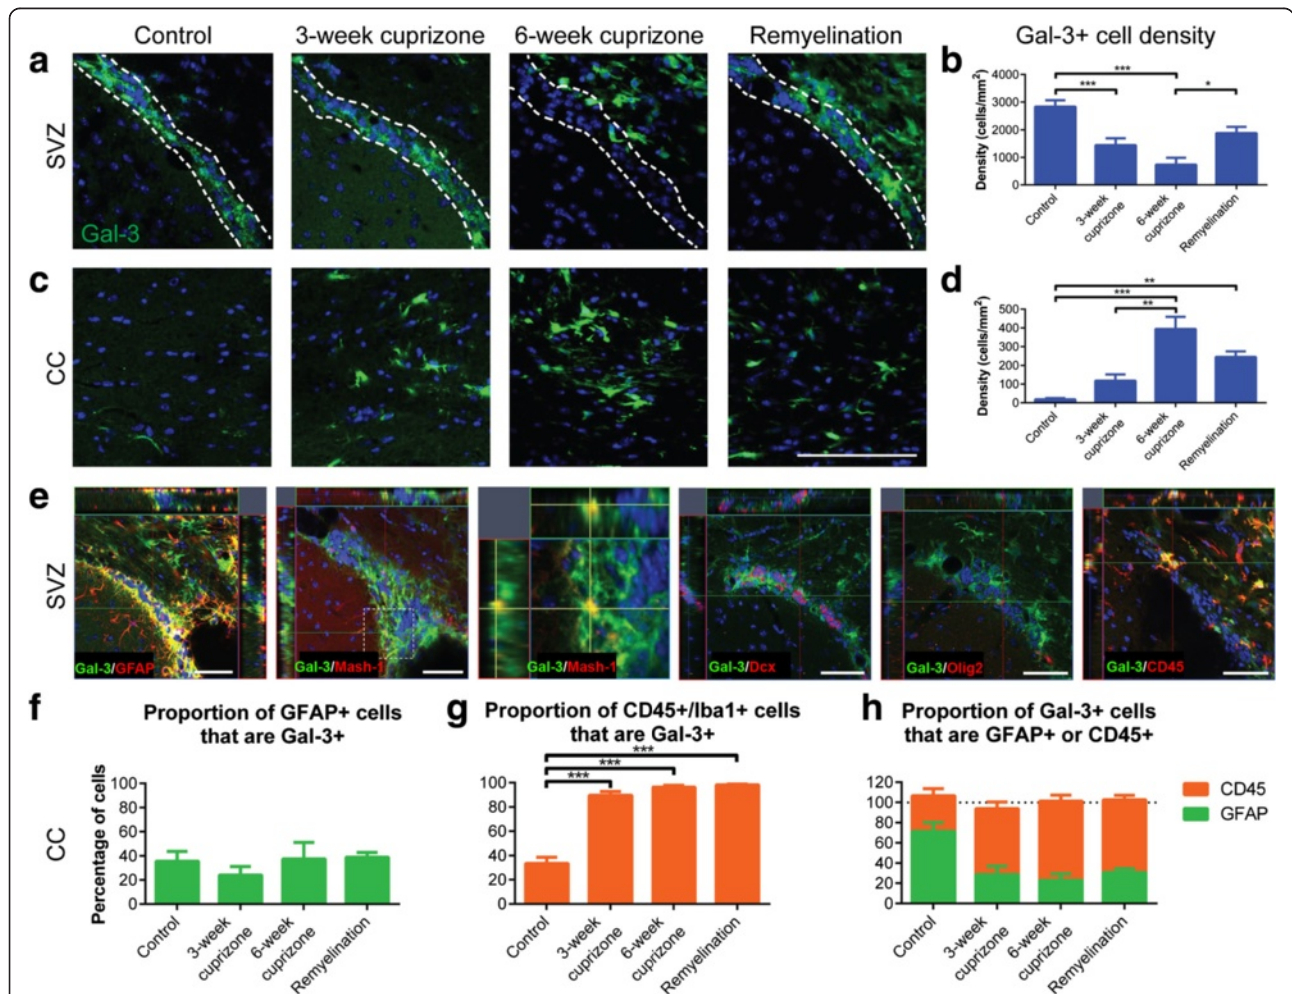 Control 3-week cuprizone 6-week cuprizone Remyelination Gal-3+ cell density
a
SVZ
Gal-3
b
***
***
*
Density (cells/mm²)
4000
3000
2000
1000
0
Control
3-week
cuprizone
6-week
cuprizone
Remyelination
c
CC
d
**
***
**
Density (cells/mm²)
500
400
300
200
100
0
Control
3-week
cuprizone
6-week
cuprizone
Remyelination
e
SVZ
Gal-3/GFAP
Gal-3/Mash-1
Gal-3/Mash-1
Gal-3/Dcx
Gal-3/Olig2
Gal-3/CD45
f
Proportion of GFAP+ cells
that are Gal-3+
CC
Percentage of cells
100
80
60
40
20
0
Control
3-week
cuprizone
6-week
cuprizone
Remyelination
g
Proportion of CD45+/Iba1+ cells
that are Gal-3+
***
***
***
100
80
60
40
20
0
Control
3-week
cuprizone
6-week
cuprizone
Remyelination
h
Proportion of Gal-3+ cells
that are GFAP+ or CD45+
120
100
80
60
40
20
0
CD45
GFAP
Control
3-week
cuprizone
6-week
cuprizone
Remyelination